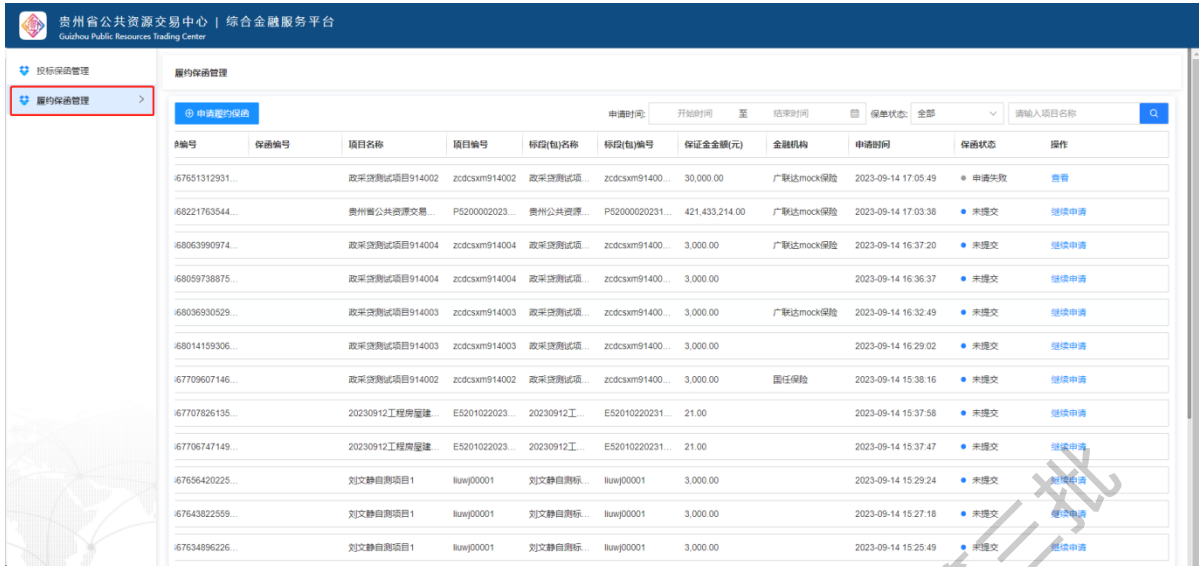 贵州省公共资源交易中心 | 综合金融服务平台
Guizhou Public Resources Trading Center
投标保函管理
履约保函管理
履约保函管理
申请履约保函 申请时间: 开始时间 至 结束时间 保单状态: 全部 请输入项目名称
编号 保函编号 项目名称 项目编号 标段(包)名称 标段(包)编号 保证金金额(元) 金融机构 申请时间 保函状态 操作
67651312931... 政采贷测试项目914002 zcdcsxm914002 政采贷测试项... zcdcsxm91400... 30,000.00 广联达mock保险 2023-09-14 17:05:49 申请失败 查看
68221763544... 贵州省公共资源交易... P5200002023... 贵州公共资源... P52000020231... 421,433,214.00 广联达mock保险 2023-09-14 17:03:38 未提交 继续申请
68063990974... 政采贷测试项目914004 zcdcsxm914004 政采贷测试项... zcdcsxm91400... 3,000.00 广联达mock保险 2023-09-14 16:37:20 未提交 继续申请
68059738875... 政采贷测试项目914004 zcdcsxm914004 政采贷测试项... zcdcsxm91400... 3,000.00 2023-09-14 16:36:37 未提交 继续申请
68036930529... 政采贷测试项目914003 zcdcsxm914003 政采贷测试项... zcdcsxm91400... 3,000.00 广联达mock保险 2023-09-14 16:32:49 未提交 继续申请
68014159306... 政采贷测试项目914003 zcdcsxm914003 政采贷测试项... zcdcsxm91400... 3,000.00 2023-09-14 16:29:02 未提交 继续申请
67709607146... 政采贷测试项目914002 zcdcsxm914002 政采贷测试项... zcdcsxm91400... 3,000.00 国任保险 2023-09-14 15:38:16 未提交 继续申请
67707826135... 20230912工程房屋建... E5201022023... 20230912工... E52010220231... 21.00 2023-09-14 15:37:58 未提交 继续申请
67706747149... 20230912工程房屋建... E5201022023... 20230912工... E52010220231... 21.00 2023-09-14 15:37:47 未提交 继续申请
67656420225... 刘文静自测项目1 liuwj00001 刘文静自测标... liuwj00001 3,000.00 2023-09-14 15:29:24 未提交 继续申请
67643822559... 刘文静自测项目1 liuwj00001 刘文静自测标... liuwj00001 3,000.00 2023-09-14 15:27:18 未提交 继续申请
67634896226... 刘文静自测项目1 liuwj00001 刘文静自测标... liuwj00001 3,000.00 2023-09-14 15:25:49 未提交 继续申请
三批